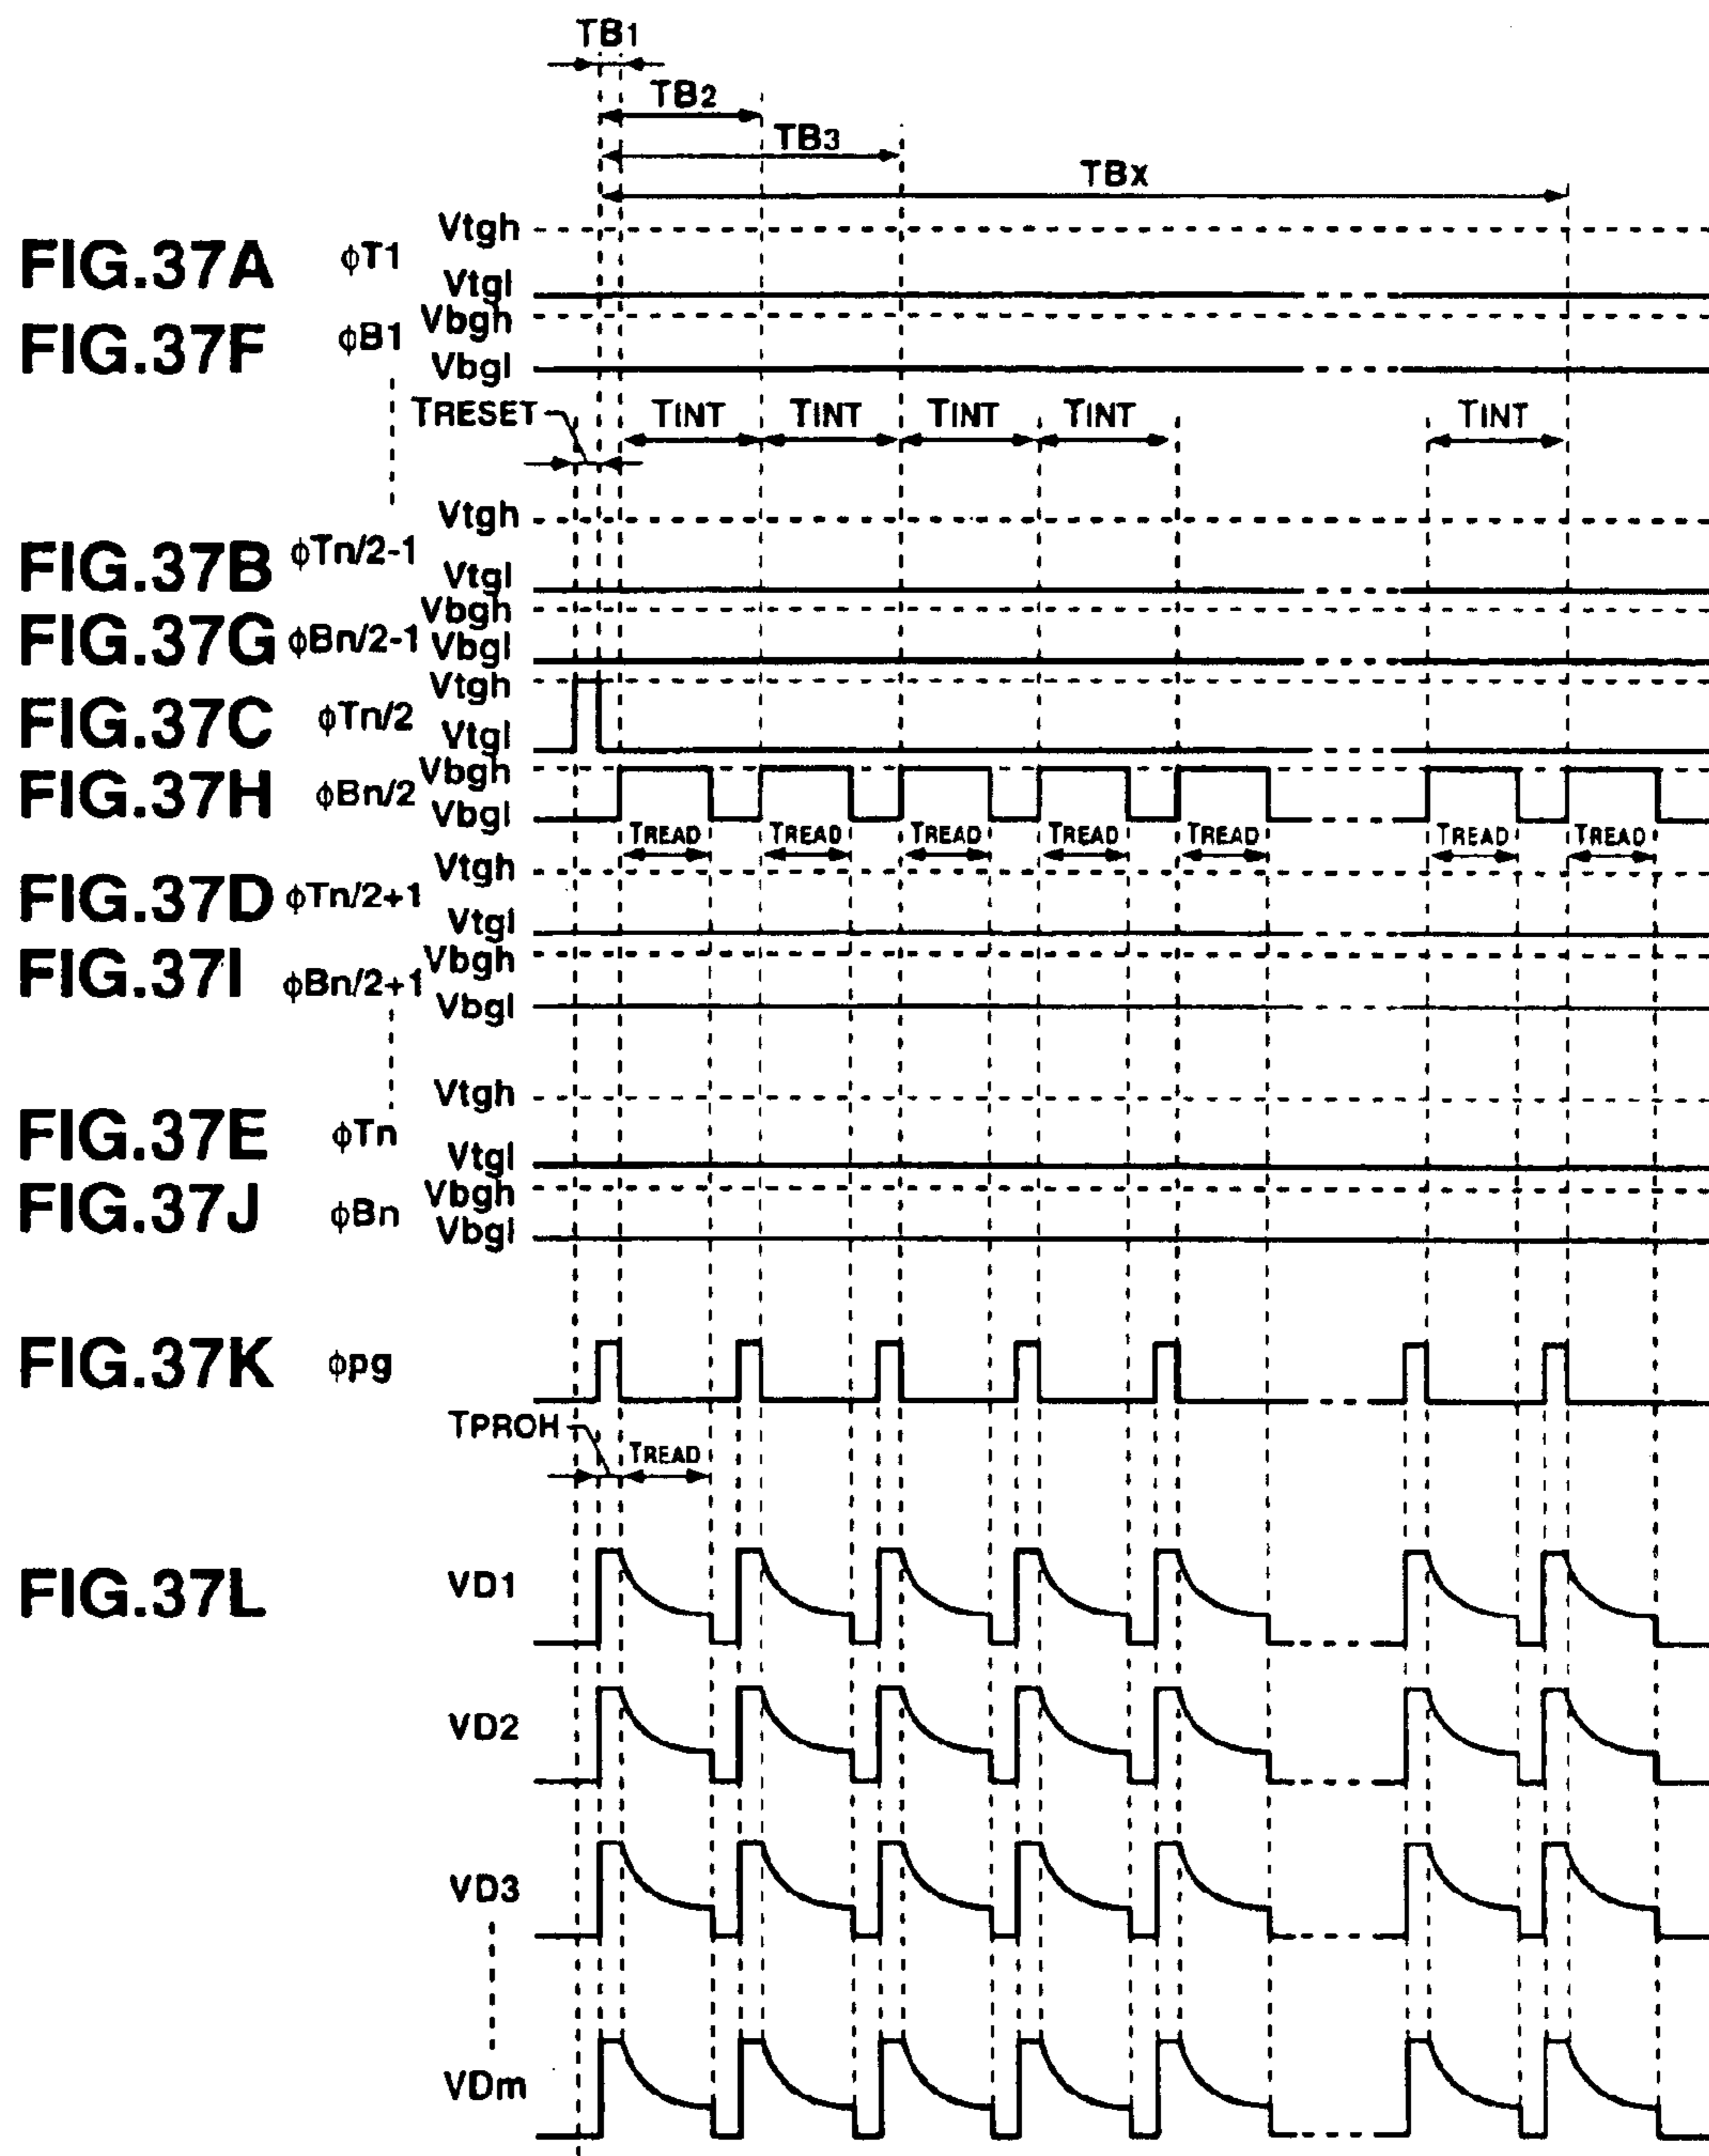 TB1
TB2
TB3
TBX
FIG.37A φT1 Vtgh
Vtgl
FIG.37F φB1 Vbgh
Vbgl
TRESET TINT TINT TINT TINT TINT
FIG.37B φTn/2-1 Vtgh
Vtgl
FIG.37G φBn/2-1 Vbgh
Vbgl
FIG.37C φTn/2 Vtgh
Vtgl
FIG.37H φBn/2 Vbgh
Vbgl
TREAD TREAD TREAD TREAD TREAD TREAD TREAD
FIG.37D φTn/2+1 Vtgh
Vtgl
FIG.37I φBn/2+1 Vbgh
Vbgl
FIG.37E φTn Vtgh
Vtgl
FIG.37J φBn Vbgh
Vbgl
FIG.37K φpg
TPROH TREAD
FIG.37L VD1
VD2
VD3
VDm